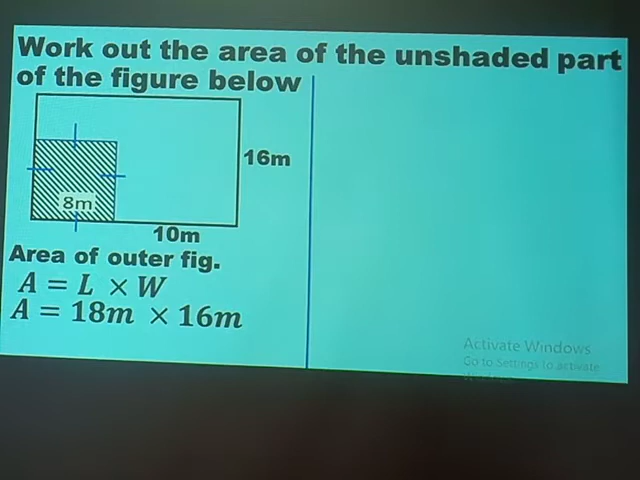 Work out the area of the unshaded part
of the figure below
16m
8m
10m
Area of outer fig.
A = L × W
A = 18m × 16m
Activate Windows
Go to Settings to activate